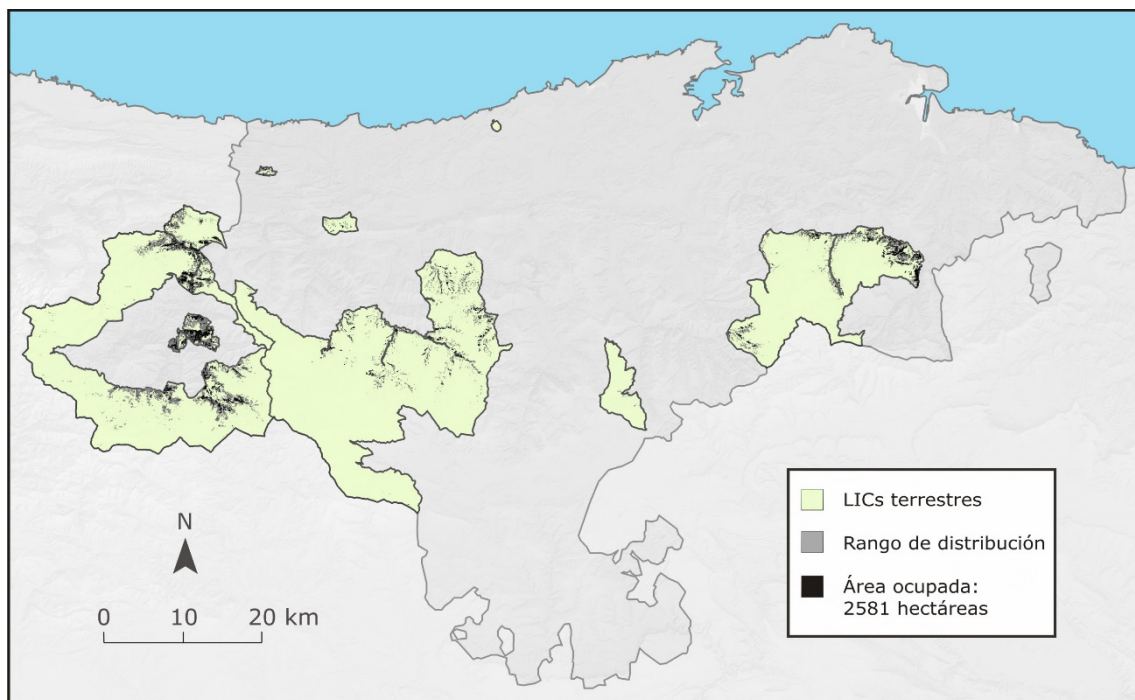 LICs terrestres
Rango de distribución
Área ocupada:
2581 hectáreas
N
0 10 20 km